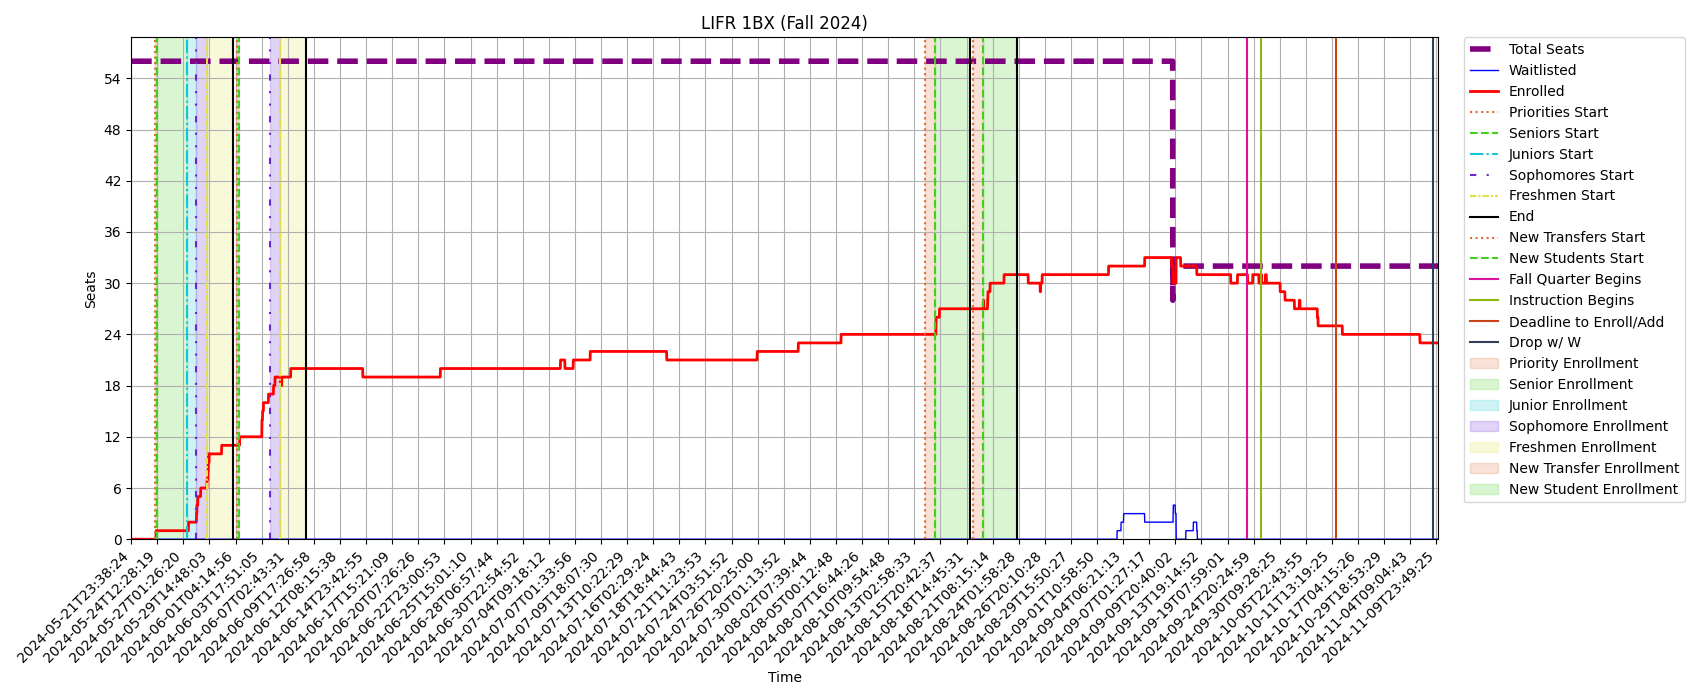 LIFR 1BX (Fall 2024)
Seats
54
48
42
36
30
24
18
12
6
0
2024-05-21T23:38:24
2024-05-24T12:28:19
2024-05-27T01:26:20
2024-05-29T14:48:03
2024-06-01T04:14:56
2024-06-03T17:51:05
2024-06-07T02:43:31
2024-06-09T17:26:58
2024-06-12T08:15:38
2024-06-14T23:42:55
2024-06-17T15:21:09
2024-06-20T07:26:26
2024-06-22T23:00:53
2024-06-25T15:01:10
2024-06-28T06:57:44
2024-06-30T22:54:52
2024-07-04T09:18:12
2024-07-07T01:33:56
2024-07-09T18:07:30
2024-07-13T10:22:29
2024-07-16T02:29:24
2024-07-18T18:44:43
2024-07-21T11:23:53
2024-07-24T03:51:52
2024-07-26T20:25:00
2024-07-30T01:13:52
2024-08-02T07:39:44
2024-08-05T00:12:48
2024-08-07T16:44:26
2024-08-10T09:54:48
2024-08-13T02:58:33
2024-08-15T20:42:37
2024-08-18T14:45:31
2024-08-21T08:15:14
2024-08-24T01:58:28
2024-08-26T20:10:28
2024-08-29T15:50:27
2024-09-01T10:58:50
2024-09-04T06:21:13
2024-09-07T01:27:17
2024-09-09T20:40:02
2024-09-13T19:14:52
2024-09-19T07:59:01
2024-09-24T20:24:59
2024-09-30T09:28:25
2024-10-05T22:43:55
2024-10-11T13:19:25
2024-10-17T04:15:26
2024-10-29T18:53:29
2024-11-04T09:04:43
2024-11-09T23:49:25
Time
Total Seats
Waitlisted
Enrolled
Priorities Start
Seniors Start
Juniors Start
Sophomores Start
Freshmen Start
End
New Transfers Start
New Students Start
Fall Quarter Begins
Instruction Begins
Deadline to Enroll/Add
Drop w/ W
Priority Enrollment
Senior Enrollment
Junior Enrollment
Sophomore Enrollment
Freshmen Enrollment
New Transfer Enrollment
New Student Enrollment